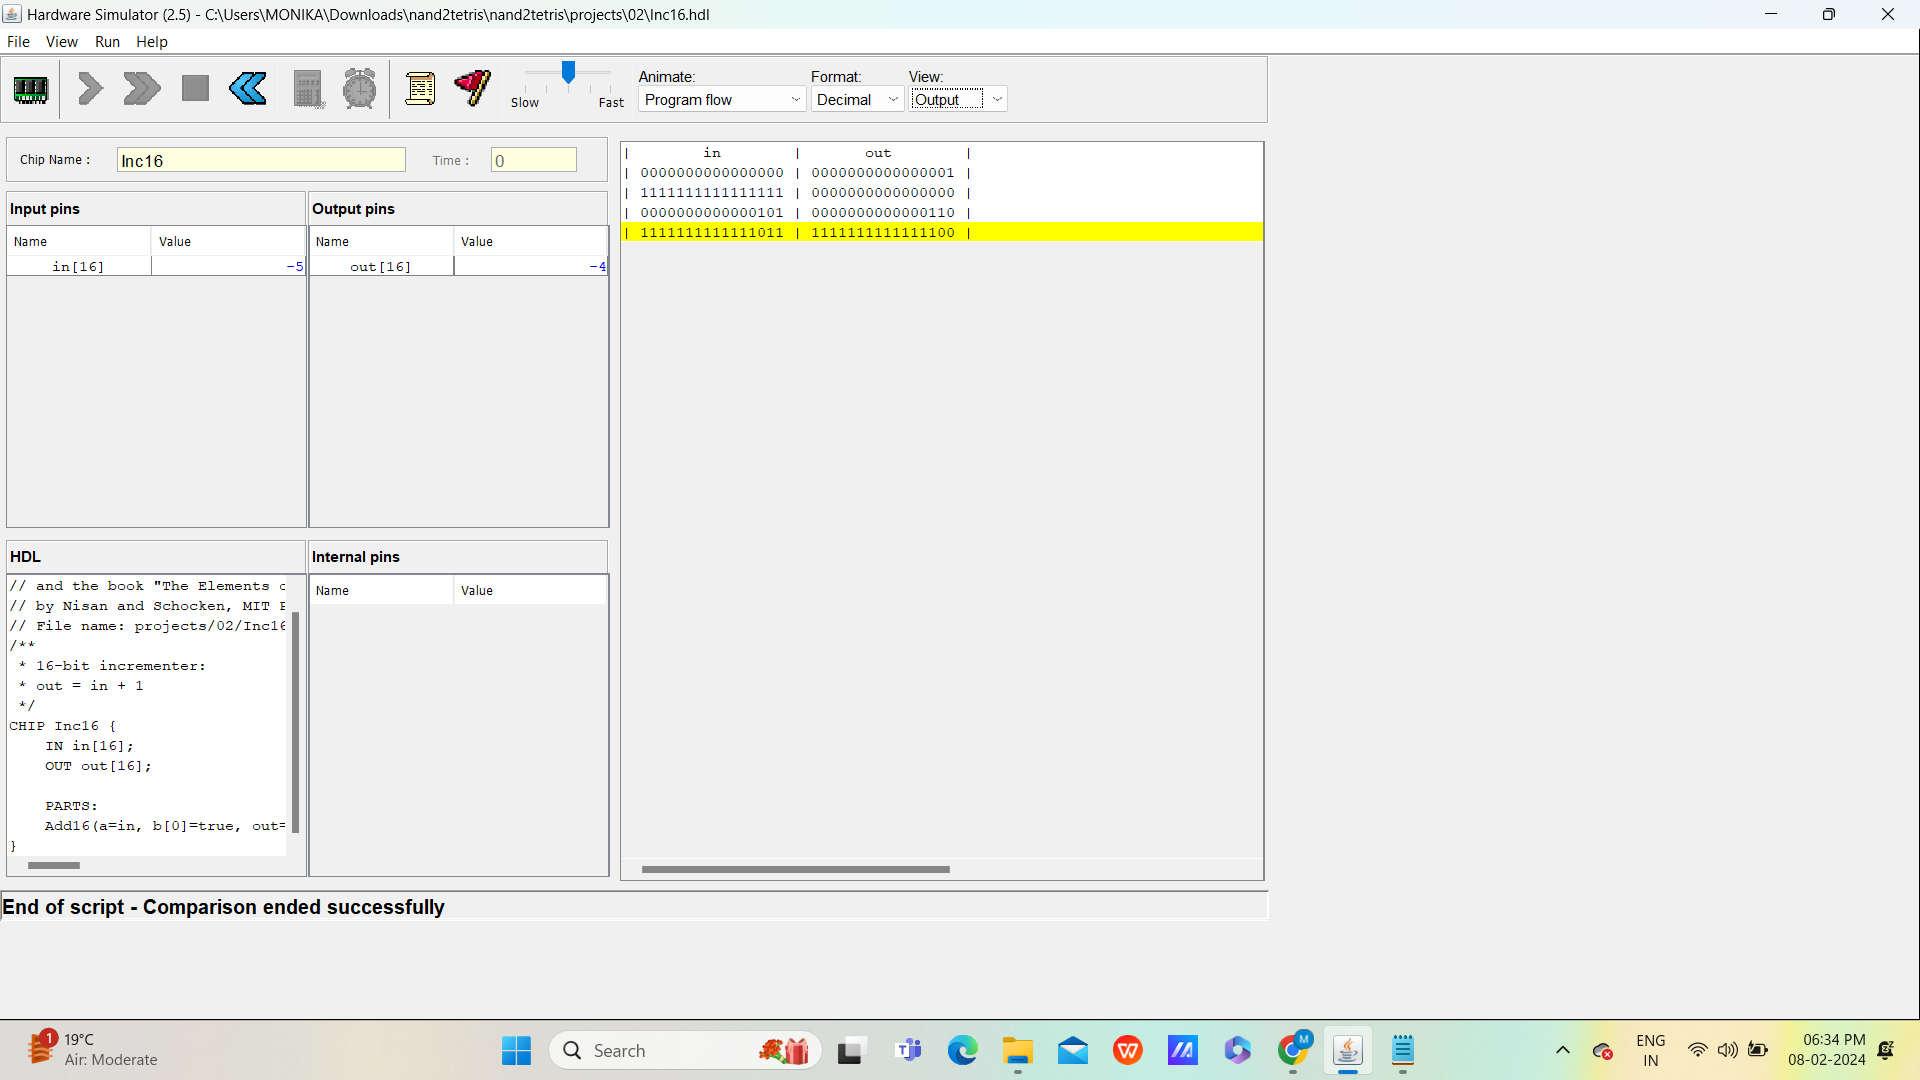 Hardware Simulator (2.5) - C:\Users\MONIKA\Downloads\nand2tetris\nand2tetris\projects\02\Inc16.hdl
File View Run Help
Slow Fast
Animate: Format: View:
Program flow Decimal Output
Chip Name : Inc16 Time : 0
Input pins Output pins
Name Value Name Value
in[16] -5 out[16] -4
| in | out |
| 0000000000000000 | 0000000000000001 |
| 1111111111111111 | 0000000000000000 |
| 0000000000000101 | 0000000000000110 |
| 1111111111111011 | 1111111111111100 |
HDL Internal pins
Name Value
// and the book "The Elements
// by Nisan and Schocken, MIT
// File name: projects/02/Inc16
/**
* 16-bit incrementer:
* out = in + 1
*/
CHIP Inc16 {
IN in[16];
OUT out[16];
PARTS:
Add16(a=in, b[0]=true, out=
}
End of script - Comparison ended successfully
1
19°C
Air: Moderate
Search
M
ENG
IN
06:34 PM
08-02-2024